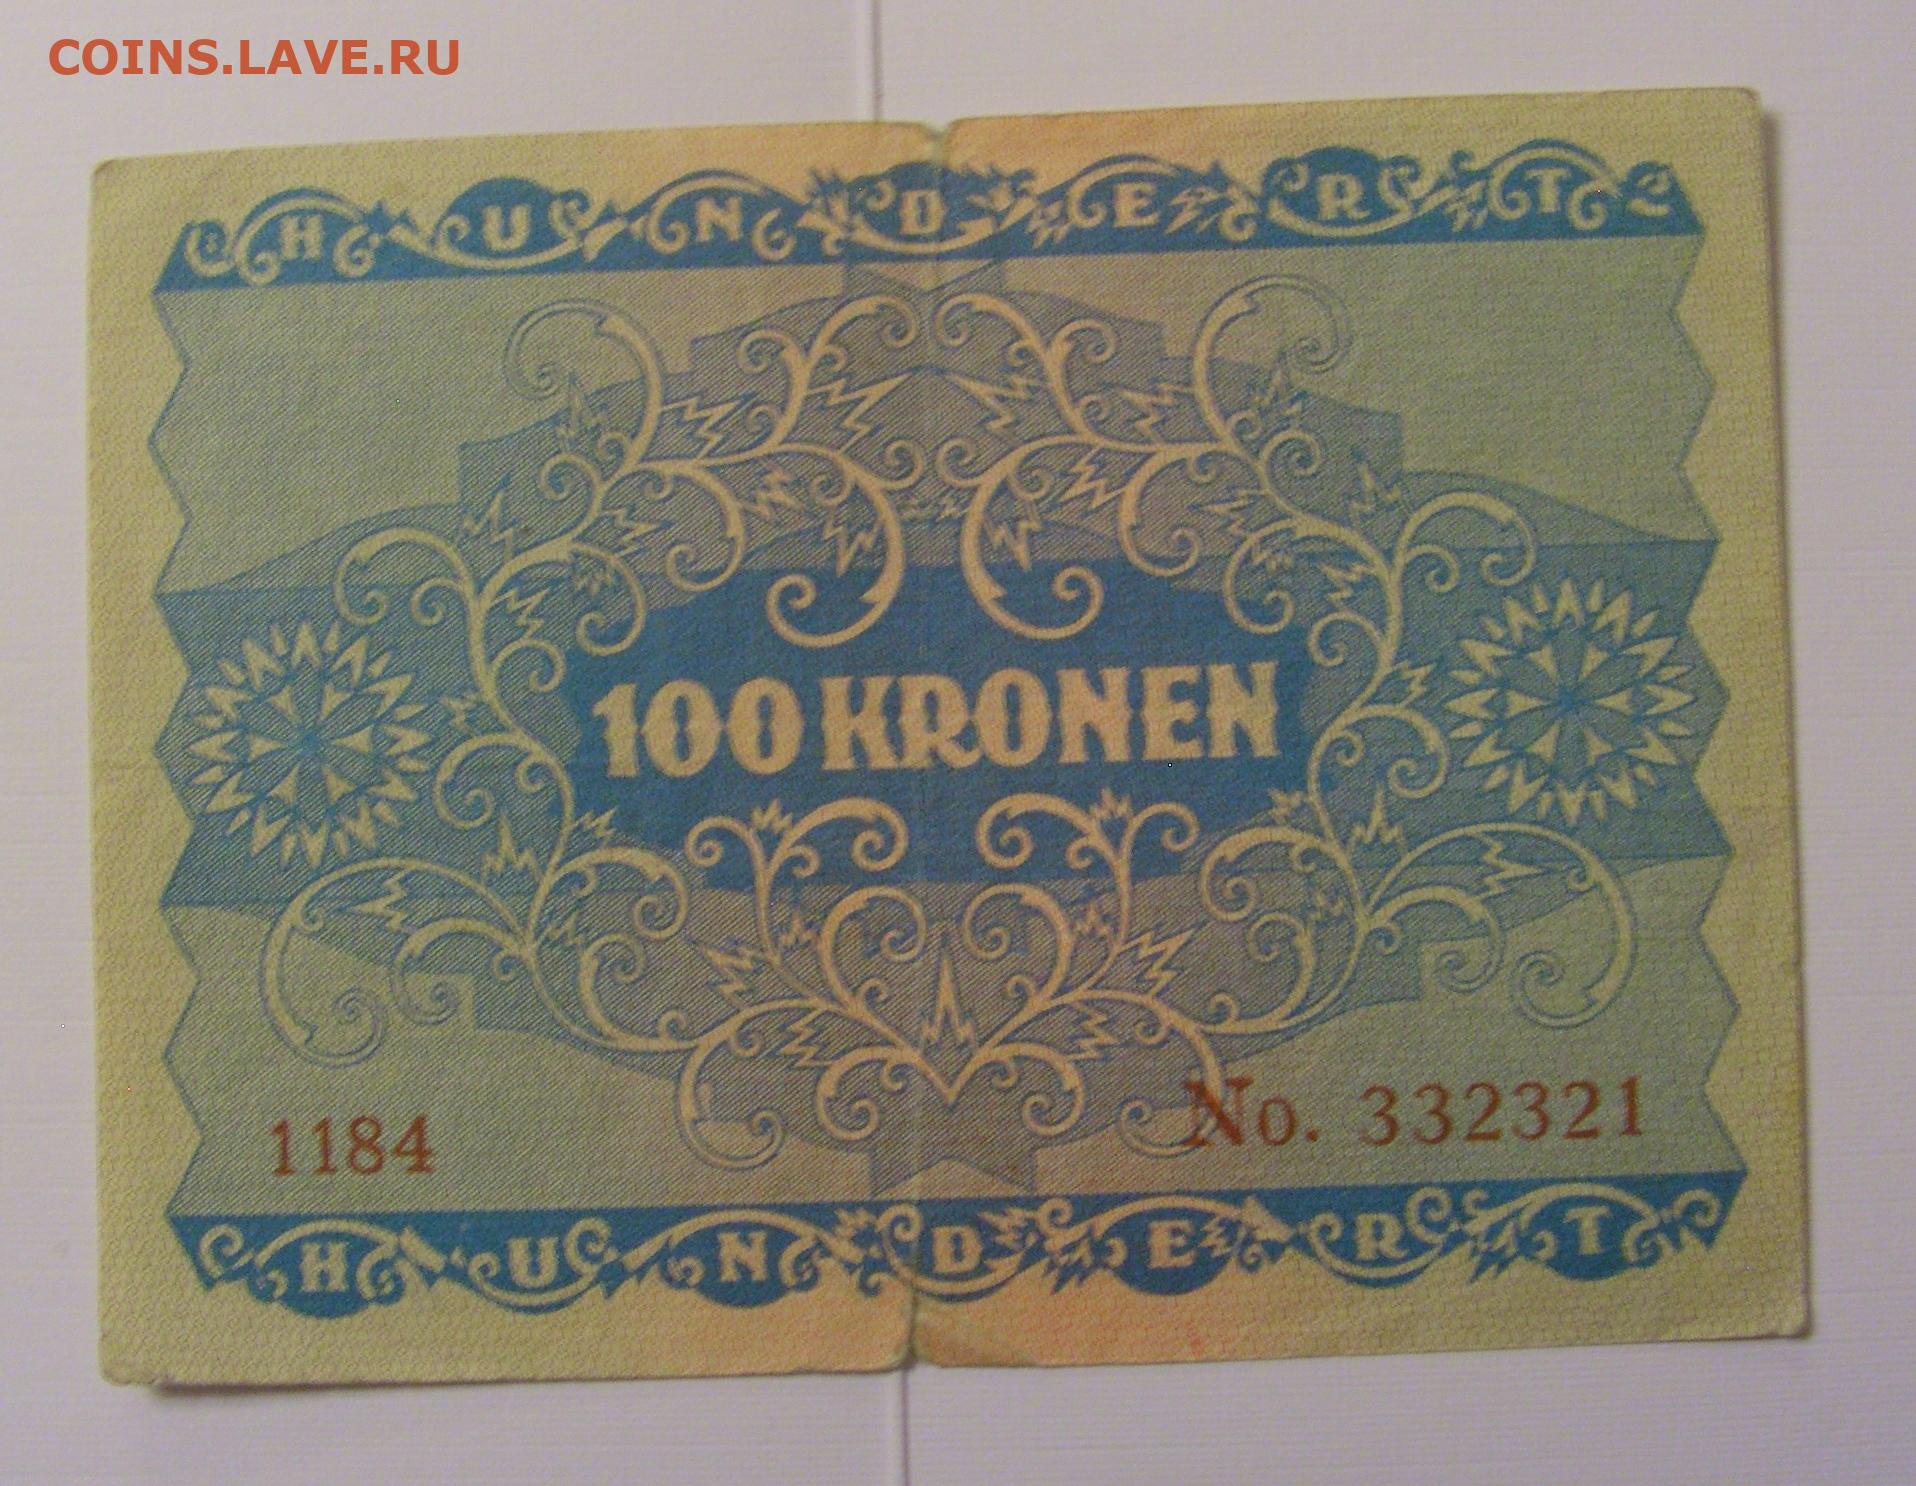 COINS.LAVE.RU
HUNDERT
100 KRONEN
1184
No. 332321
HUNDERT